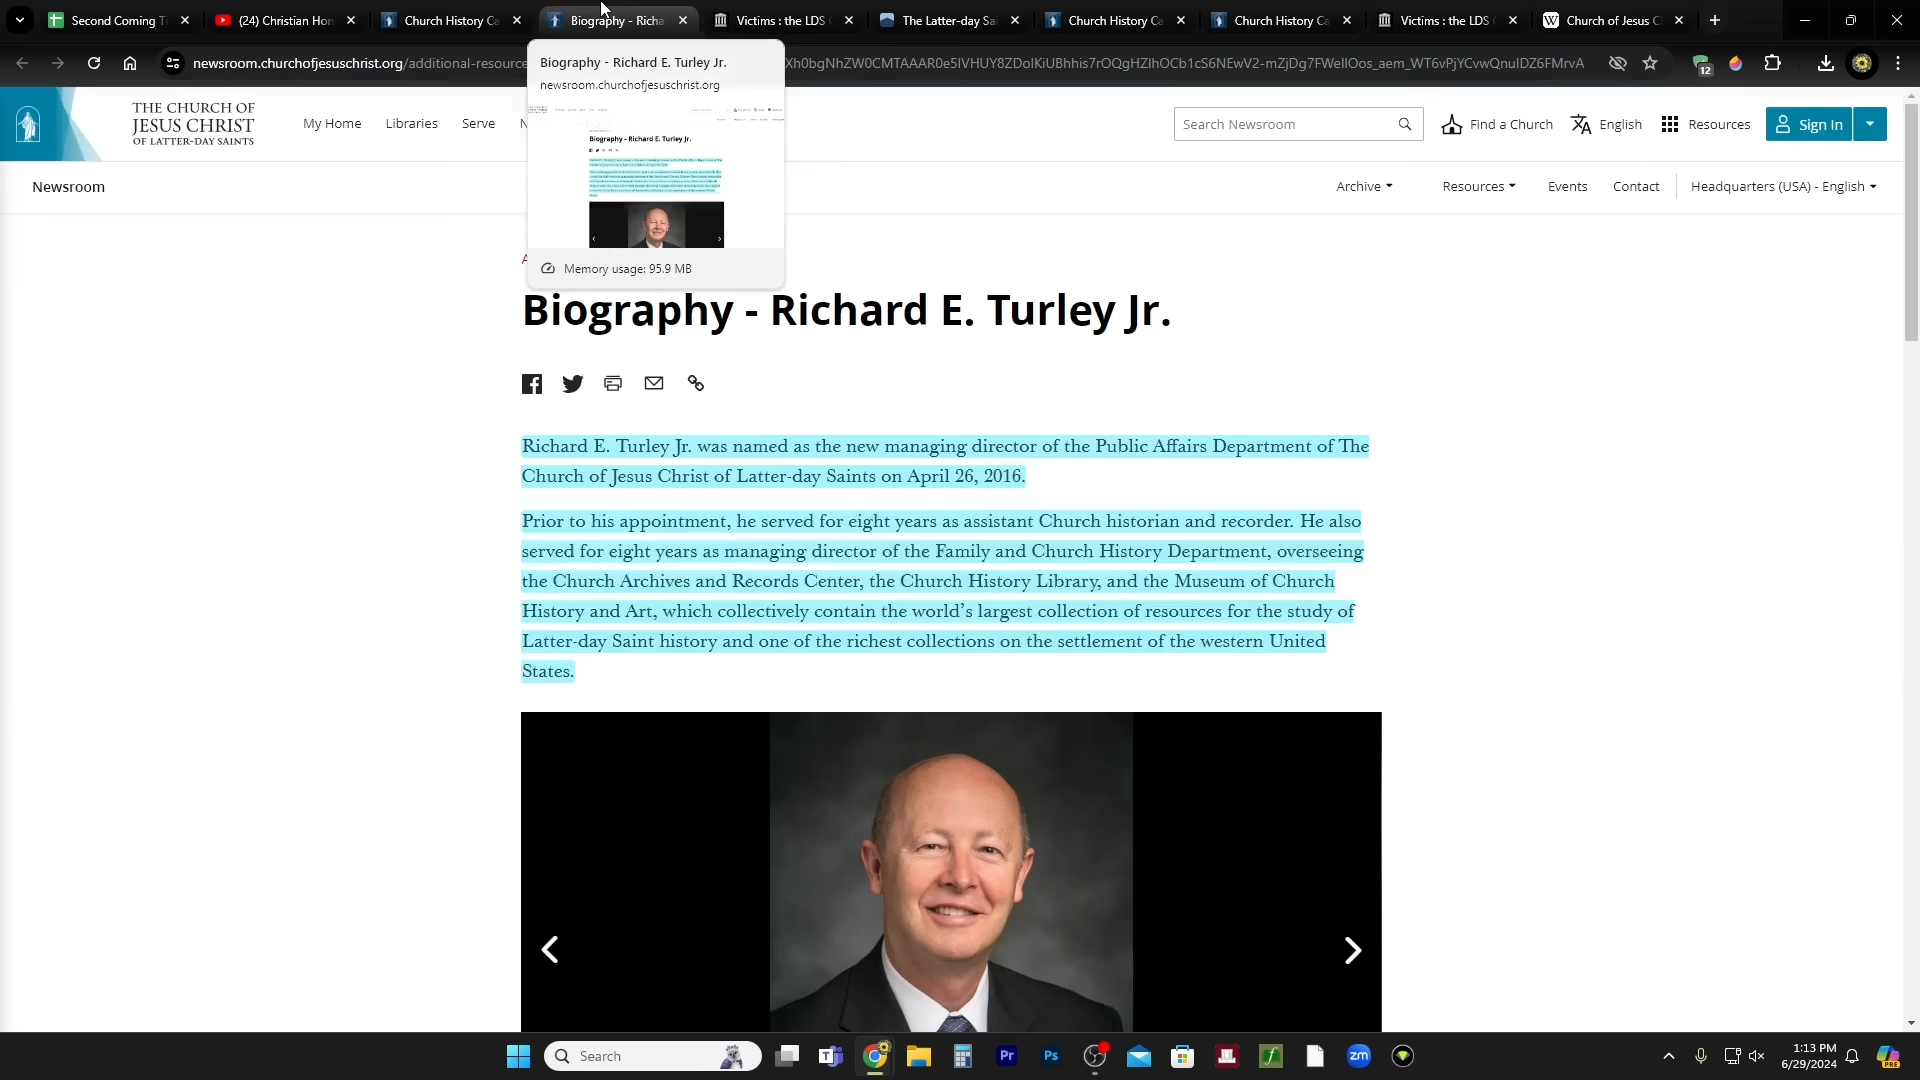 Second Coming T
(24) Christian Hom
Church History Ca
Biography - Richa
Victims : the LDS
The Latter-day Sa
Church History Ca
Church History Ca
Victims : the LDS
Church of Jesus C
newsroom.churchofjesuschrist.org/additional-resource
12
Biography - Richard E. Turley Jr.
newsroom.churchofjesuschrist.org
Biography - Richard E. Turley Jr.
Memory usage: 95.9 MB
THE CHURCH OF
JESUS CHRIST
OF LATTER-DAY SAINTS
My Home
Libraries
Serve
Search Newsroom
Find a Church
English
Resources
Sign In
Newsroom
Archive
Resources
Events
Contact
Headquarters (USA) - English
Biography - Richard E. Turley Jr.
Richard E. Turley Jr. was named as the new managing director of the Public Affairs Department of The
Church of Jesus Christ of Latter-day Saints on April 26, 2016.
Prior to his appointment, he served for eight years as assistant Church historian and recorder. He also
served for eight years as managing director of the Family and Church History Department, overseeing
the Church Archives and Records Center, the Church History Library, and the Museum of Church
History and Art, which collectively contain the world's largest collection of resources for the study of
Latter-day Saint history and one of the richest collections on the settlement of the western United
States.
Search
Pr
Ps
zm
1:13 PM
6/29/2024
PRE